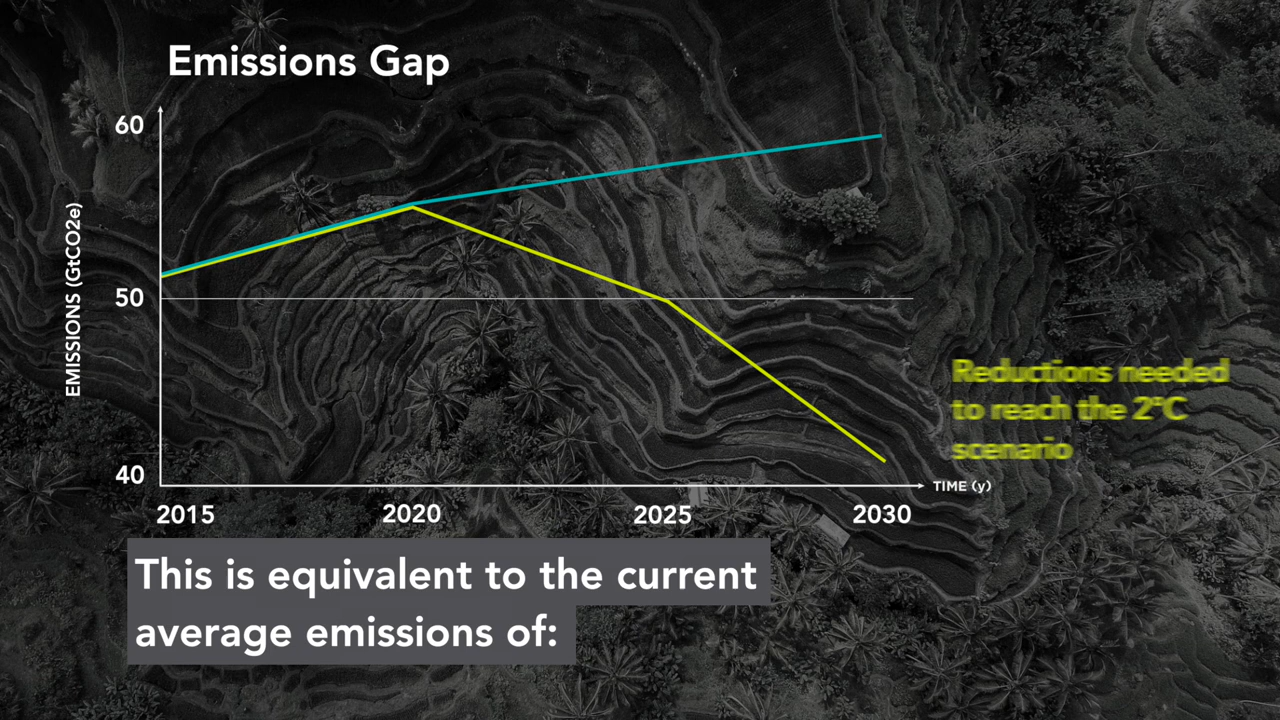 Emissions Gap
60
50
40
EMISSIONS (GtCO2e)
2015
2020
2025
2030
TIME (y)
Reductions needed
to reach the 2°C
scenario
This is equivalent to the current
average emissions of: